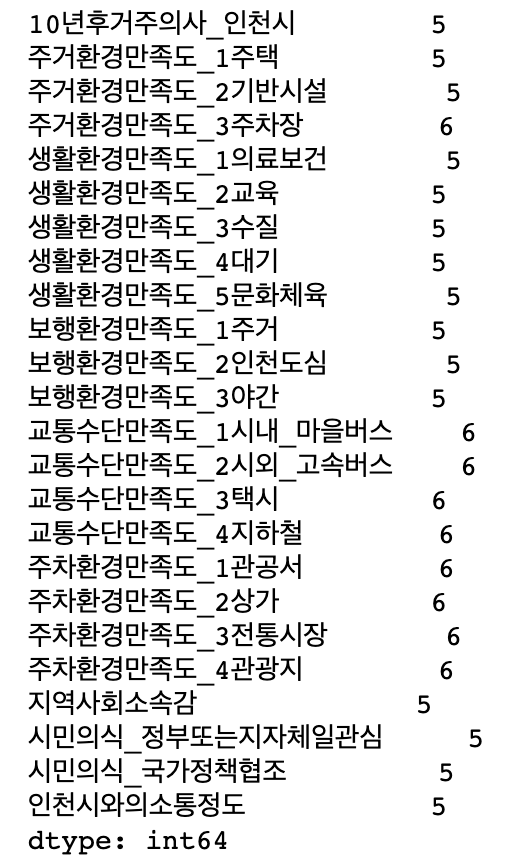 10년후거주의사_인천시 5
주거환경만족도_1주택 5
주거환경만족도_2기반시설 5
주거환경만족도_3주차장 6
생활환경만족도_1의료보건 5
생활환경만족도_2교육 5
생활환경만족도_3수질 5
생활환경만족도_4대기 5
생활환경만족도_5문화체육 5
보행환경만족도_1주거 5
보행환경만족도_2인천도심 5
보행환경만족도_3야간 5
교통수단만족도_1시내_마을버스 6
교통수단만족도_2시외_고속버스 6
교통수단만족도_3택시 6
교통수단만족도_4지하철 6
주차환경만족도_1관공서 6
주차환경만족도_2상가 6
주차환경만족도_3전통시장 6
주차환경만족도_4관광지 6
지역사회소속감 5
시민의식_정부또는지자체일관심 5
시민의식_국가정책협조 5
인천시와의소통정도 5
dtype: int64